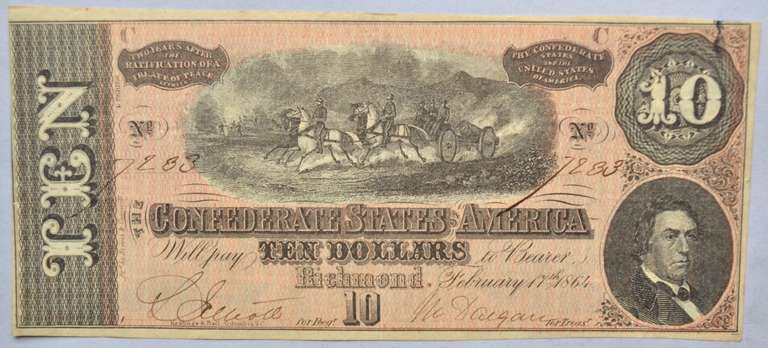 C C
TWO YEARS AFTER
THE
RATIFICATION OF A
TREATY OF PEACE
BETWEEN
THE CONFEDERATE
STATES
AND THE
UNITED STATES
OF AMERICA.
TEN
10
No No
7283 7283
THE
CONFEDERATE STATES OF AMERICA
Will pay TEN DOLLARS to Bearer
Richmond, February 17th 1864
10
for Regr.
for Treasr.